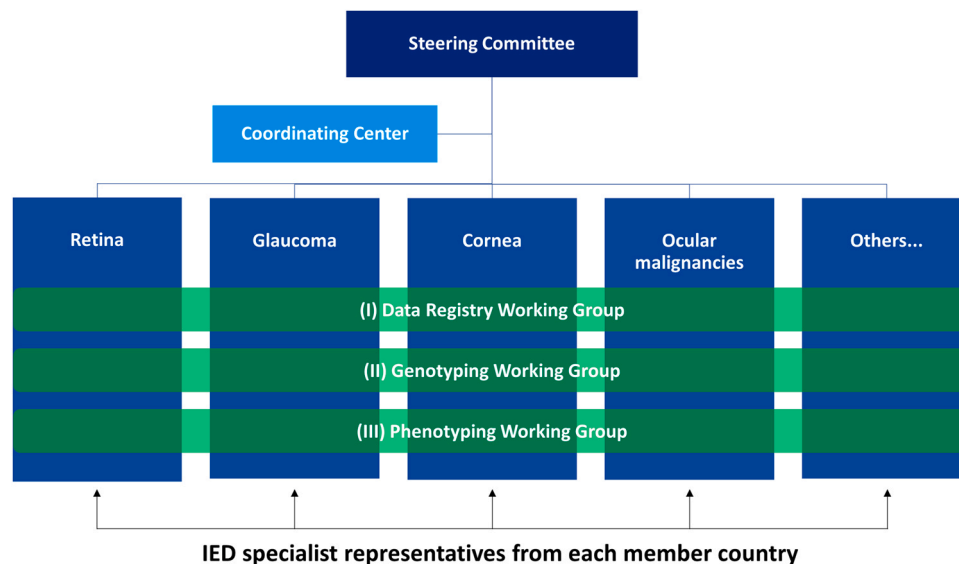 Steering Committee
Coordinating Center
Retina
Glaucoma
Cornea
Ocular
malignancies
Others...
(I) Data Registry Working Group
(II) Genotyping Working Group
(III) Phenotyping Working Group
IED specialist representatives from each member country